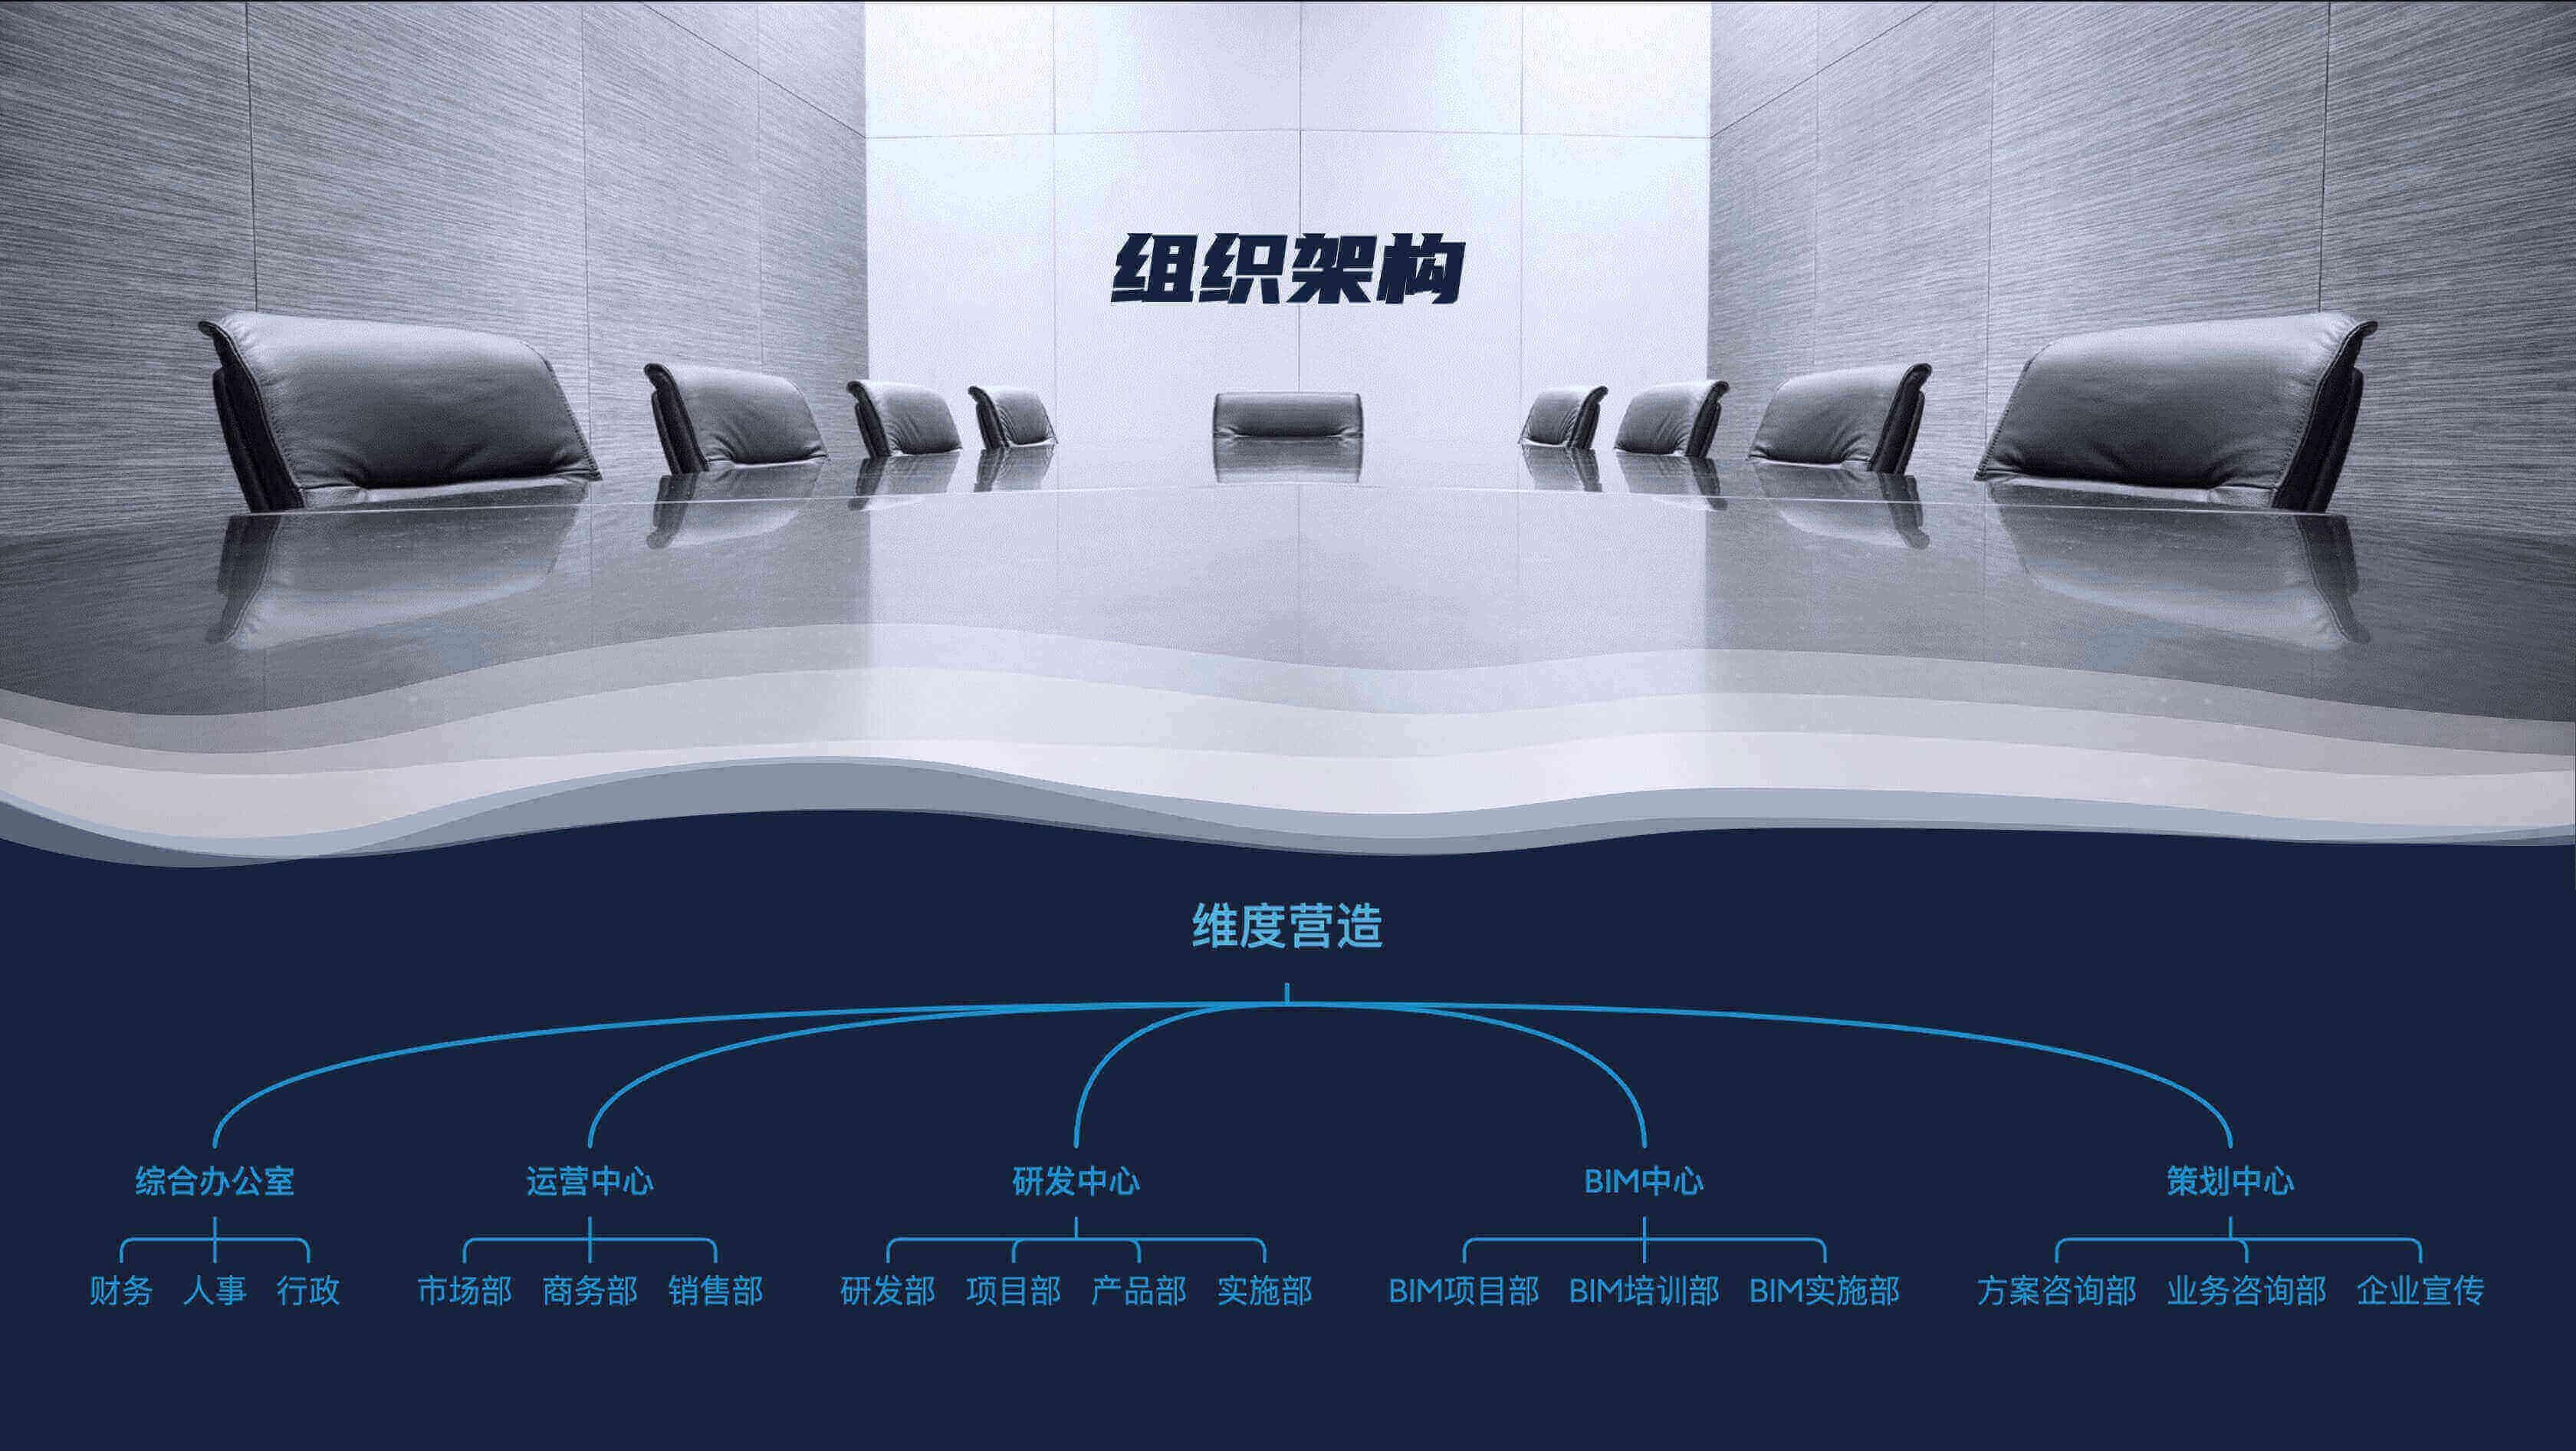 组织架构
维度营造
综合办公室 运营中心 研发中心 BIM中心 策划中心
财务 人事 行政 市场部 商务部 销售部 研发部 项目部 产品部 实施部 BIM项目部 BIM培训部 BIM实施部 方案咨询部 业务咨询部 企业宣传